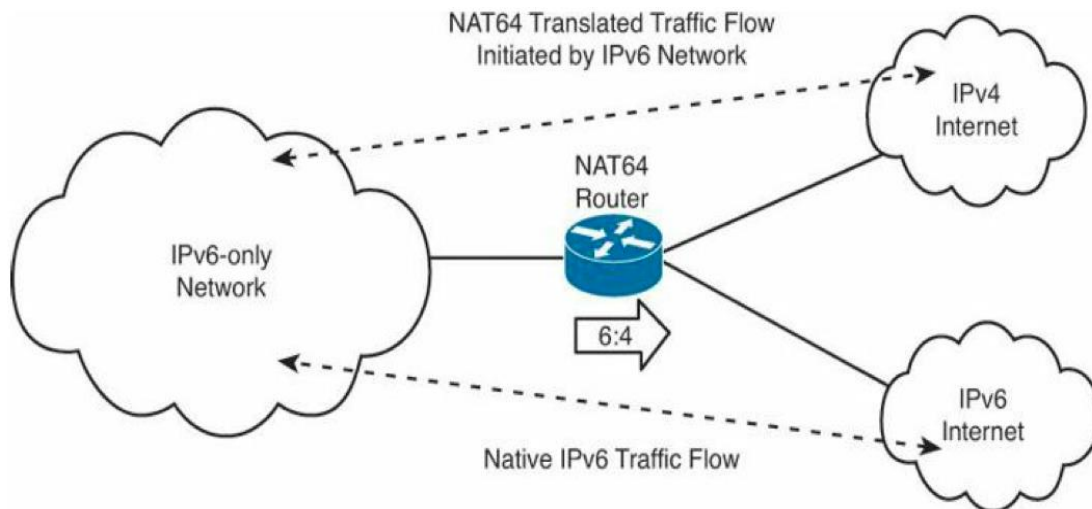 NAT64 Translated Traffic Flow
Initiated by IPv6 Network
IPv4
Internet
NAT64
Router
IPv6-only
Network
6:4
IPv6
Internet
Native IPv6 Traffic Flow